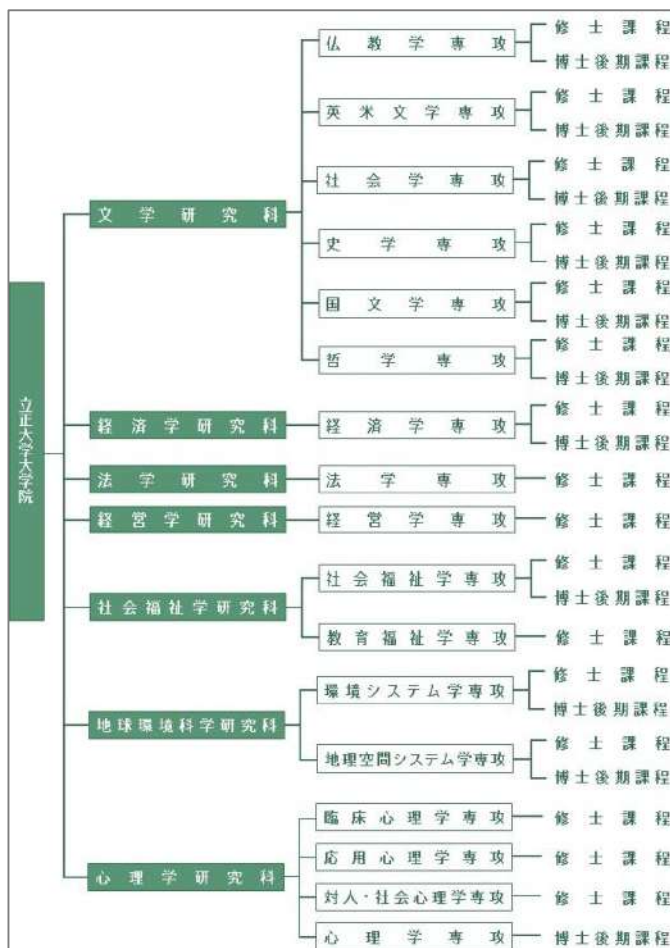 立正大学大学院
文学研究科
仏教学専攻
修士課程
博士後期課程
英米文学専攻
修士課程
博士後期課程
社会学専攻
修士課程
博士後期課程
史学専攻
修士課程
博士後期課程
国文学専攻
修士課程
博士後期課程
哲学専攻
修士課程
博士後期課程
経済学研究科
経済学専攻
修士課程
博士後期課程
法学研究科
法学専攻
修士課程
経営学研究科
経営学専攻
修士課程
社会福祉学研究科
社会福祉学専攻
修士課程
博士後期課程
教育福祉学専攻
修士課程
地球環境科学研究科
環境システム学専攻
修士課程
博士後期課程
地理空間システム学専攻
修士課程
博士後期課程
心理学研究科
臨床心理学専攻
修士課程
応用心理学専攻
修士課程
対人・社会心理学専攻
修士課程
心理学専攻
博士後期課程